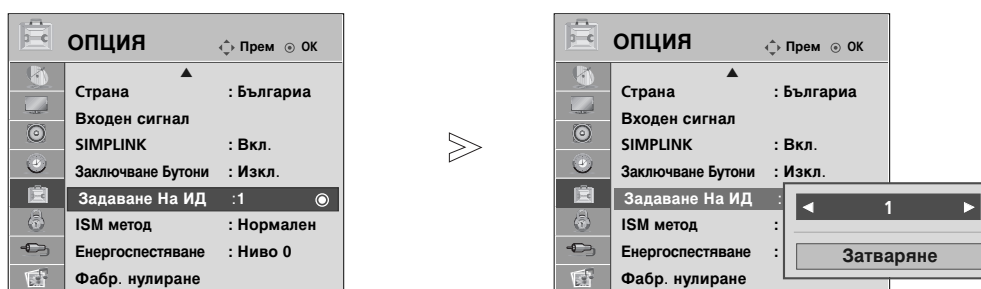 ОПЦИЯ Прем OK
Страна : Българиа
Входен сигнал
SIMPLINK : Вкл.
Заключване Бутони : Изкл.
Задаване На ИД :1
ISM метод : Нормален
Енергоспестяване : Ниво 0
Фабр. нулиране
ОПЦИЯ Прем OK
Страна : Българиа
Входен сигнал
SIMPLINK : Вкл.
Заключване Бутони : Изкл.
Задаване На ИД :
1
ISM метод :
Енергоспестяване :
Затваряне
Фабр. нулиране